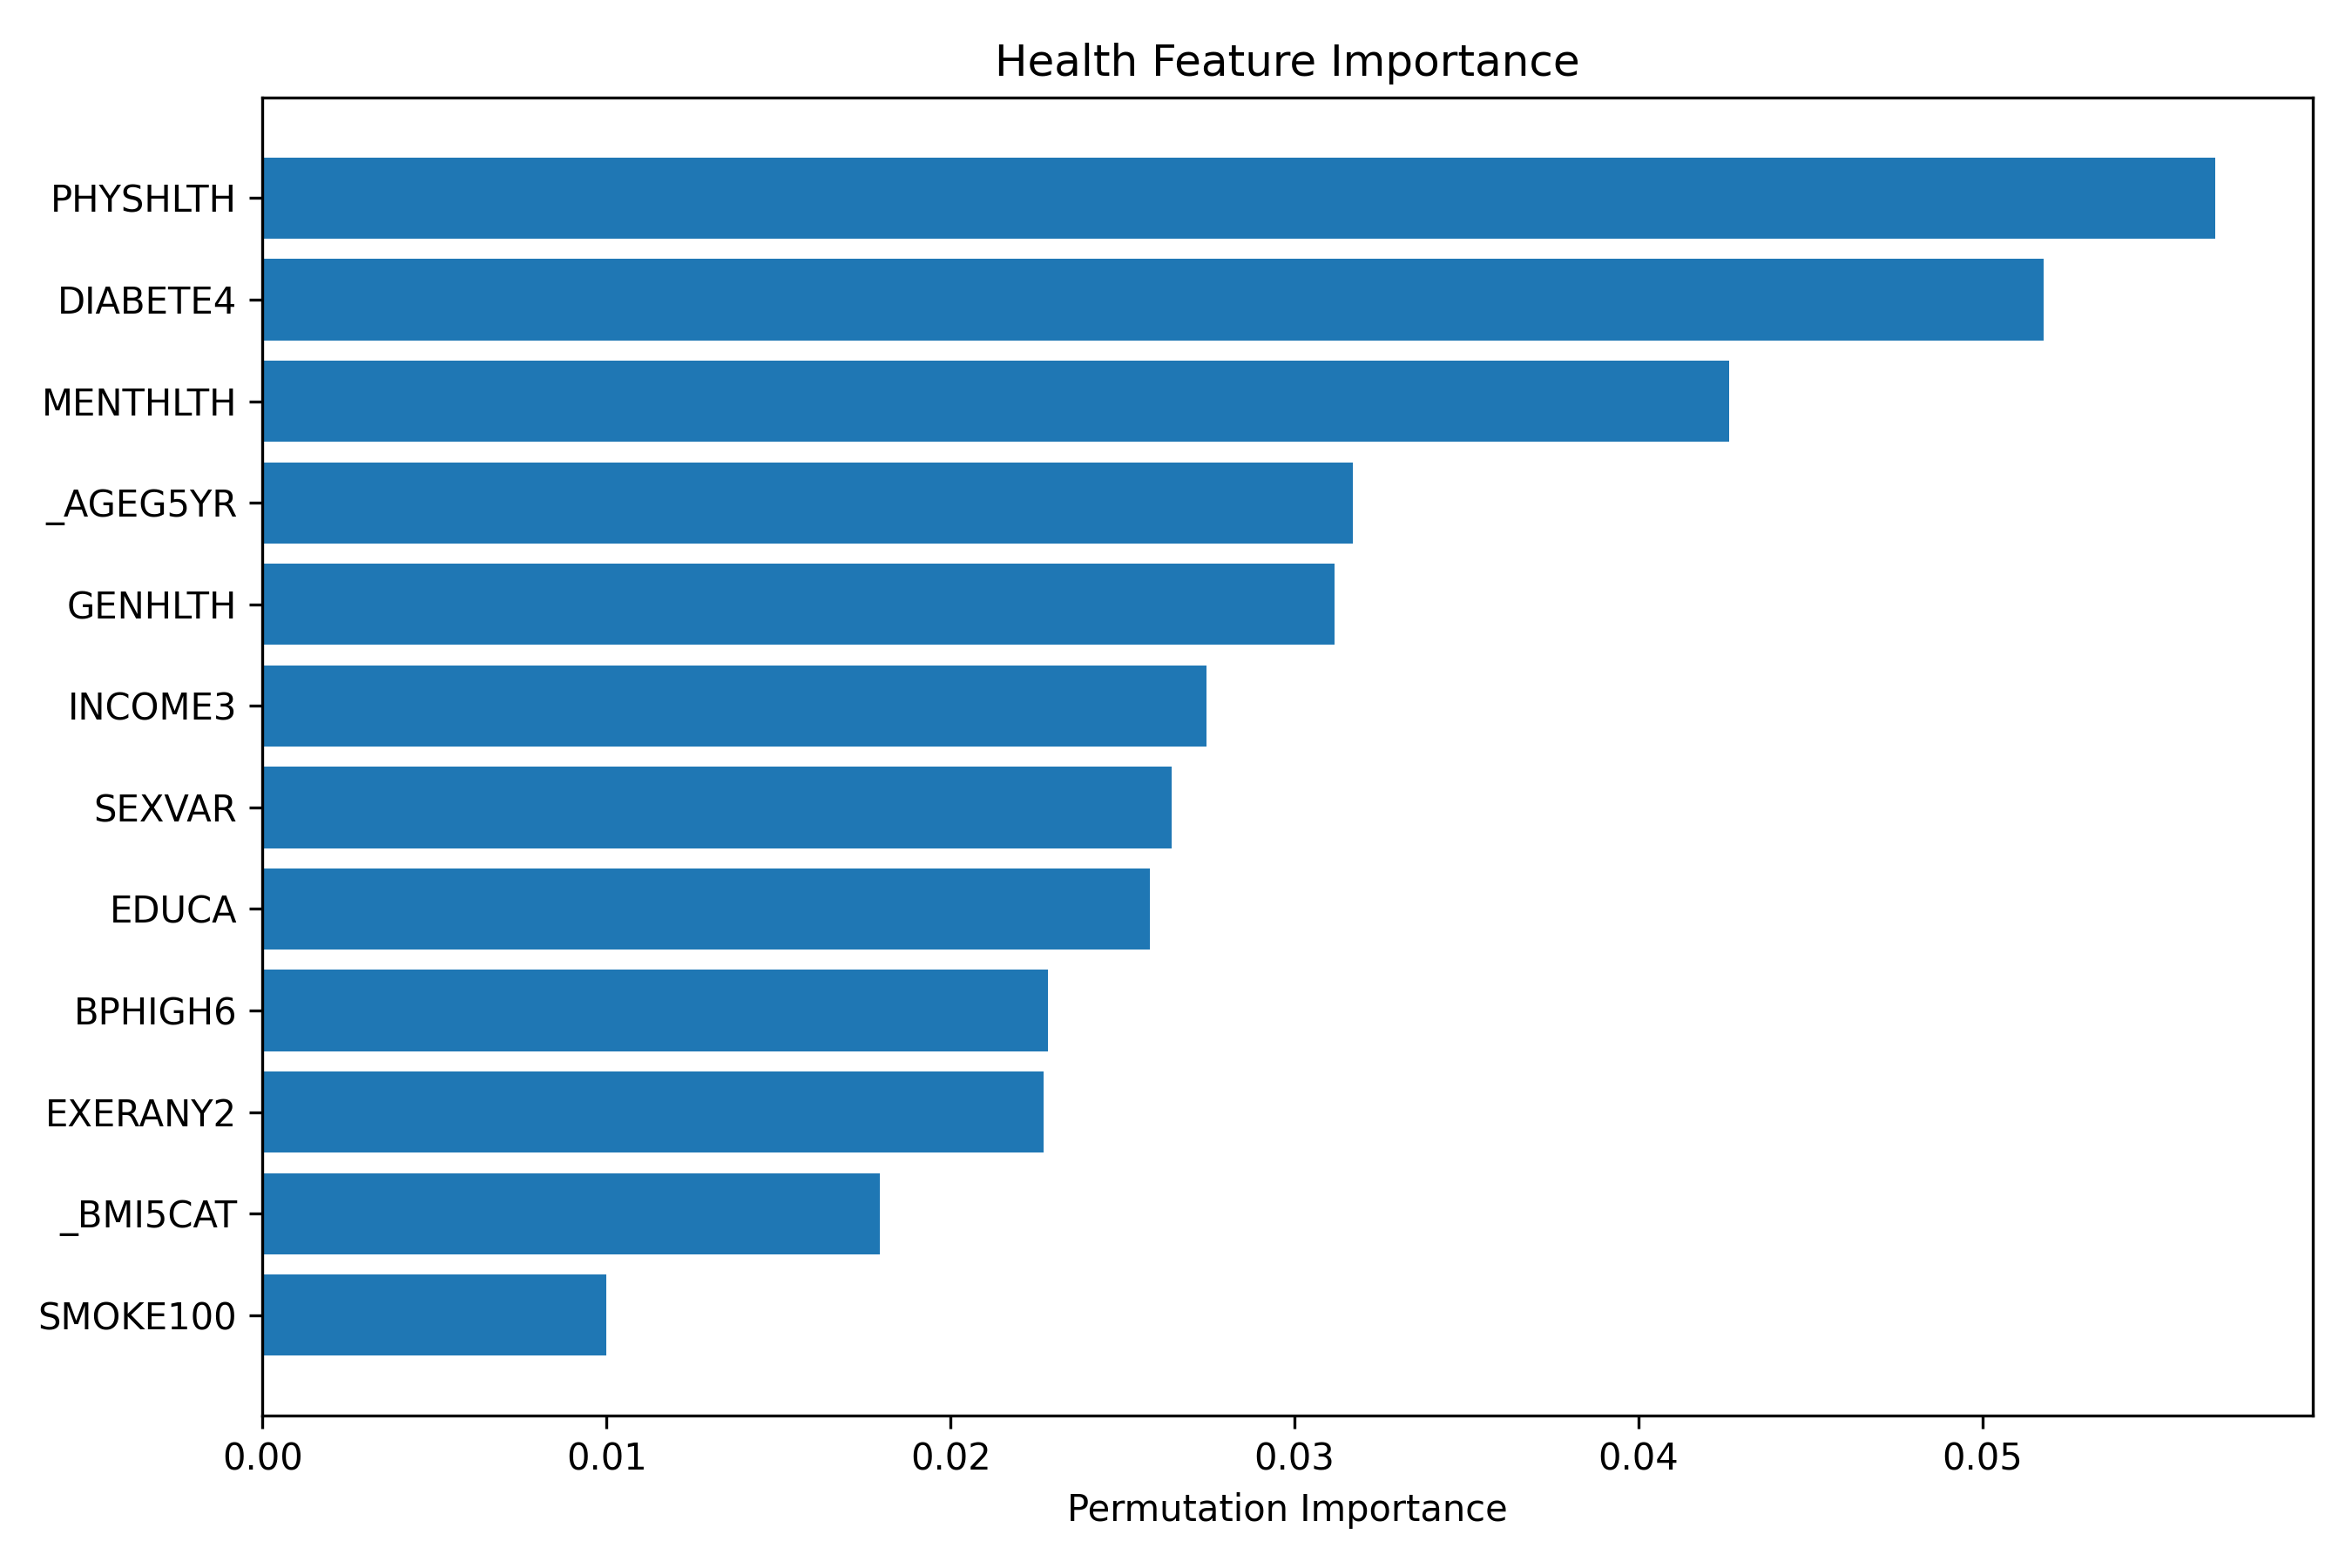 Health Feature Importance
PHYSHLTH
DIABETE4
MENTHLTH
_AGEG5YR
GENHLTH
INCOME3
SEXVAR
EDUCA
BPHIGH6
EXERANY2
_BMI5CAT
SMOKE100
0.00 0.01 0.02 0.03 0.04 0.05
Permutation Importance